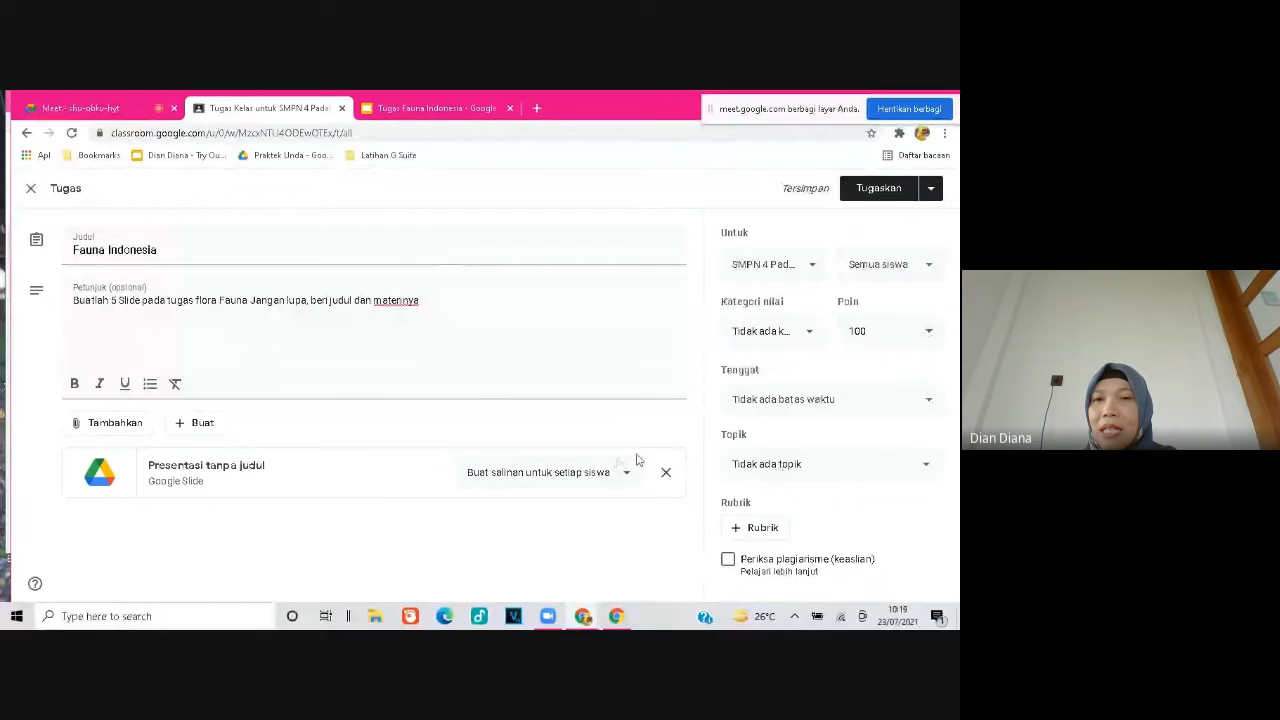 Meet - shu-obku-hyt
Tugas Kelas untuk SMPN 4 Pada
Tugas Fauna Indonesia - Google
meet.google.com berbagi layar Anda.
Hentikan berbagi
classroom.google.com/u/0/w/MzcxNTU4ODEwOTEx/t/all
Apl
Bookmarks
Dian Diana - Try Ou...
Praktek Unda - Goo...
Latihan G Suite
Daftar bacaan
Tugas
Tersimpan
Tugaskan
Judul
Fauna Indonesia
Petunjuk (opsional)
Buatlah 5 Slide pada tugas flora Fauna Jangan lupa, beri judul dan materinya
Tambahkan
Buat
Presentasi tanpa judul
Google Slide
Buat salinan untuk setiap siswa
Untuk
SMPN 4 Pad...
Semua siswa
Kategori nilai
Poin
Tidak ada k...
100
Tenggat
Tidak ada batas waktu
Topik
Tidak ada topik
Rubrik
Rubrik
Periksa plagiarisme (keaslian)
Pelajari lebih lanjut
Dian Diana
Type here to search
26°C
10:19
23/07/2021